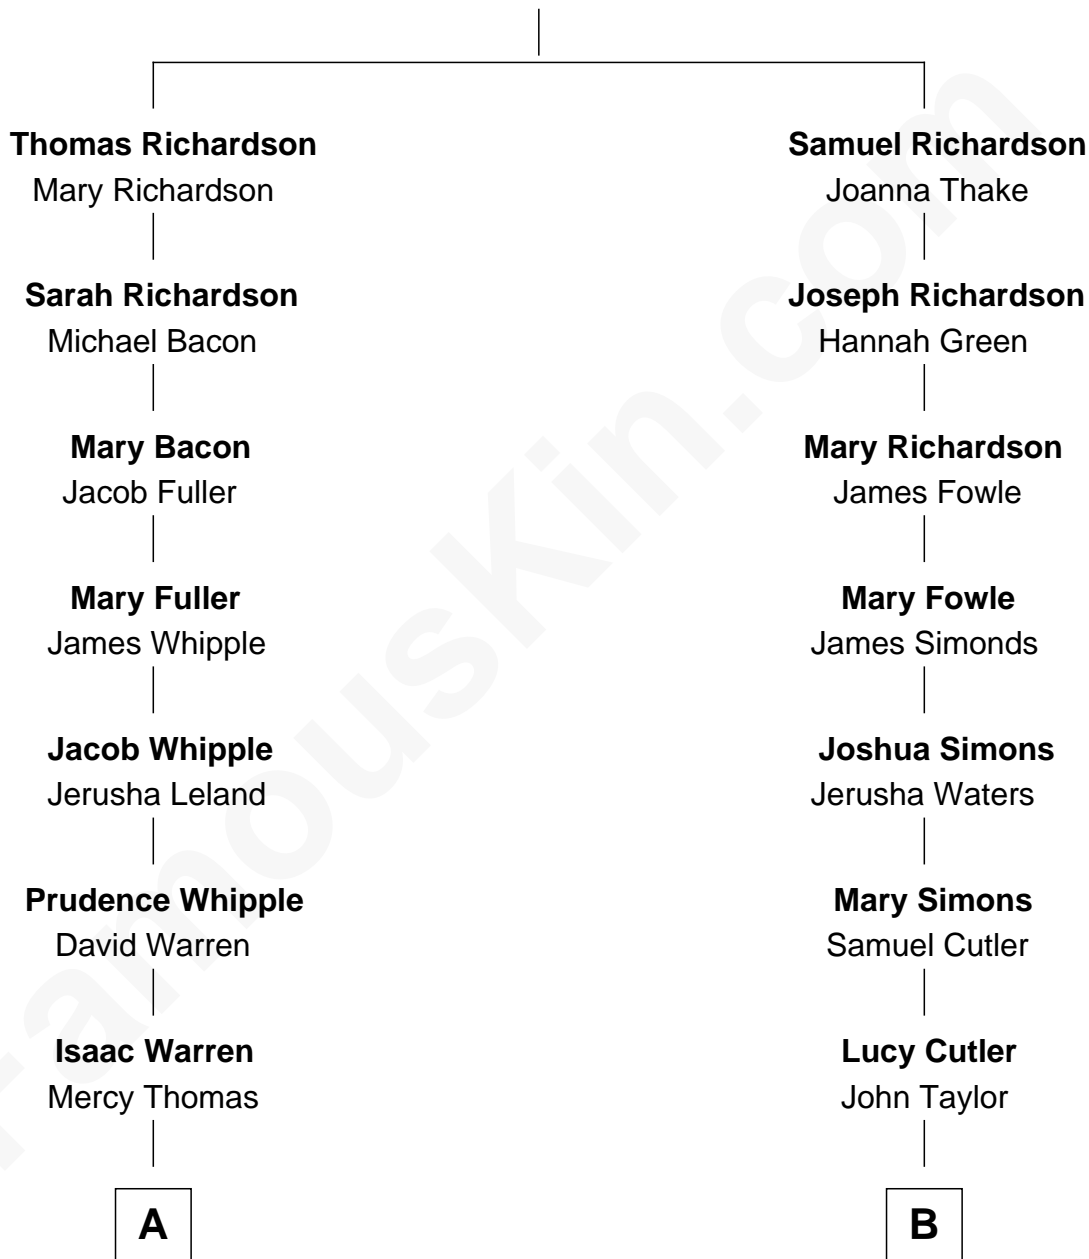 Thomas Richardson
Mary Richardson
Sarah Richardson
Michael Bacon
Mary Bacon
Jacob Fuller
Mary Fuller
James Whipple
Jacob Whipple
Jerusha Leland
Prudence Whipple
David Warren
Isaac Warren
Mercy Thomas
A
Samuel Richardson
Joanna Thake
Joseph Richardson
Hannah Green
Mary Richardson
James Fowle
Mary Fowle
James Simonds
Joshua Simons
Jerusha Waters
Mary Simons
Samuel Cutler
Lucy Cutler
John Taylor
B
FamousKin.com